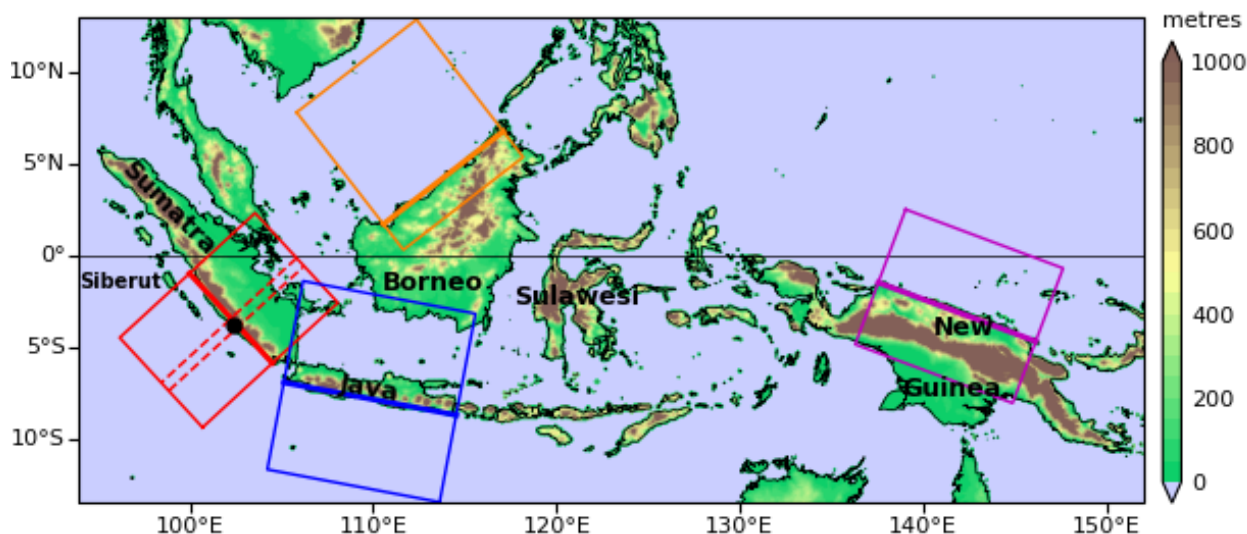 metres
10°N
5°N
0°
5°S
10°S
Sumatra
Siberut
Borneo
Sulawesi
Java
New
Guinea
1000
800
600
400
200
0
100°E
110°E
120°E
130°E
140°E
150°E